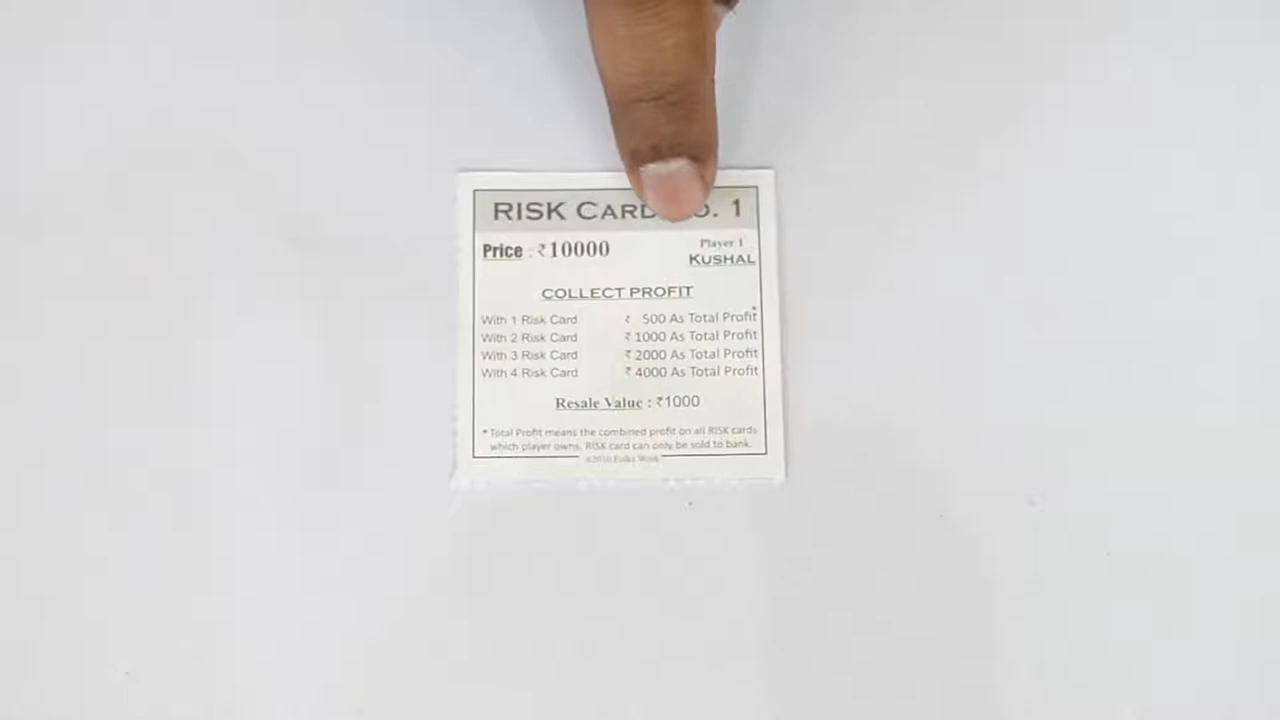 RISK CARD NO. 1
Price : ₹10000
Player 1
KUSHAL
COLLECT PROFIT
With 1 Risk Card ₹ 500 As Total Profit*
With 2 Risk Card ₹ 1000 As Total Profit
With 3 Risk Card ₹ 2000 As Total Profit
With 4 Risk Card ₹ 4000 As Total Profit
Resale Value : ₹1000
* Total Profit means the combined profit on all RISK cards
which player owns. RISK card can only be sold to bank.